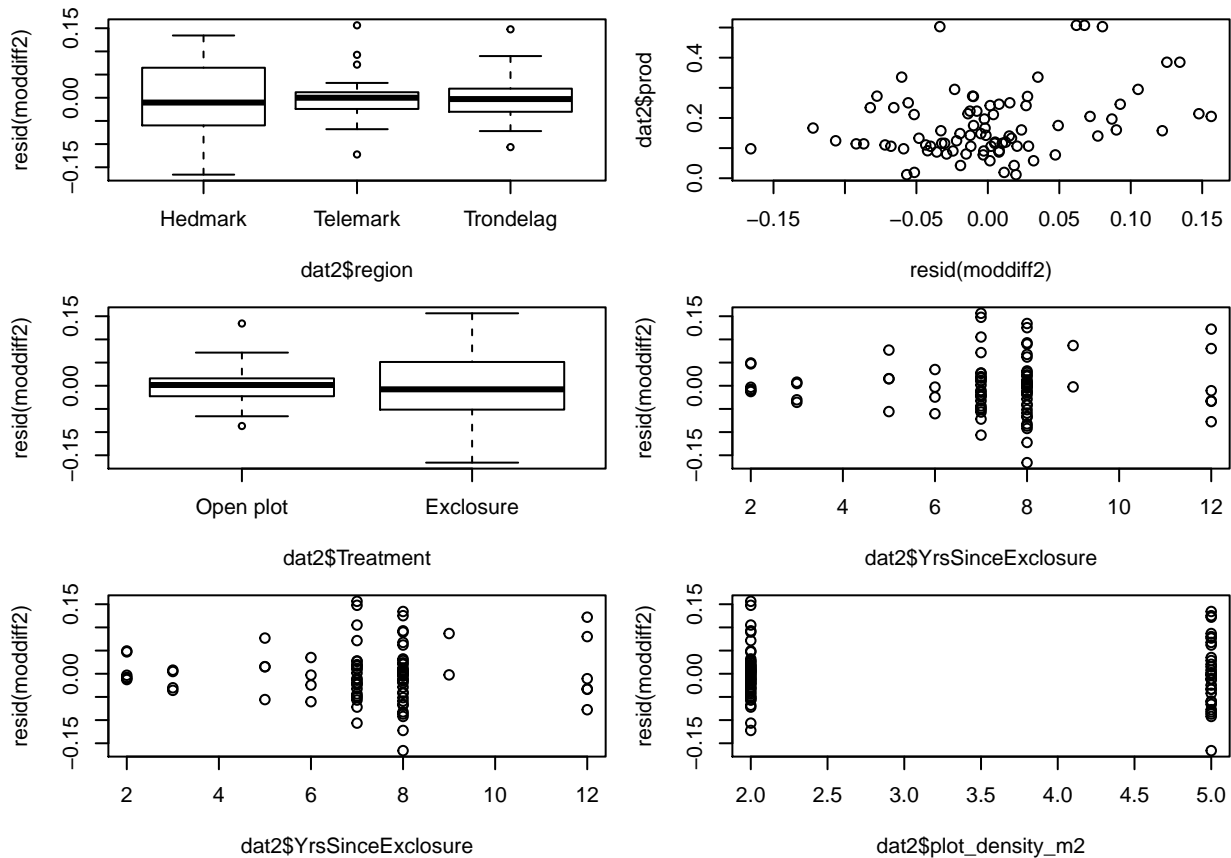 resid(moddiff2)
−0.15 0.00 0.15
Hedmark Telemark Trondelag
dat2$region
dat2$prod
0.0 0.2 0.4
−0.15 −0.05 0.00 0.05 0.10 0.15
resid(moddiff2)
resid(moddiff2)
−0.15 0.00 0.15
Open plot Exclosure
dat2$Treatment
resid(moddiff2)
−0.15 0.00 0.15
2 4 6 8 10 12
dat2$YrsSinceExclosure
resid(moddiff2)
−0.15 0.00 0.15
2 4 6 8 10 12
dat2$YrsSinceExclosure
resid(moddiff2)
−0.15 0.00 0.15
2.0 2.5 3.0 3.5 4.0 4.5 5.0
dat2$plot_density_m2